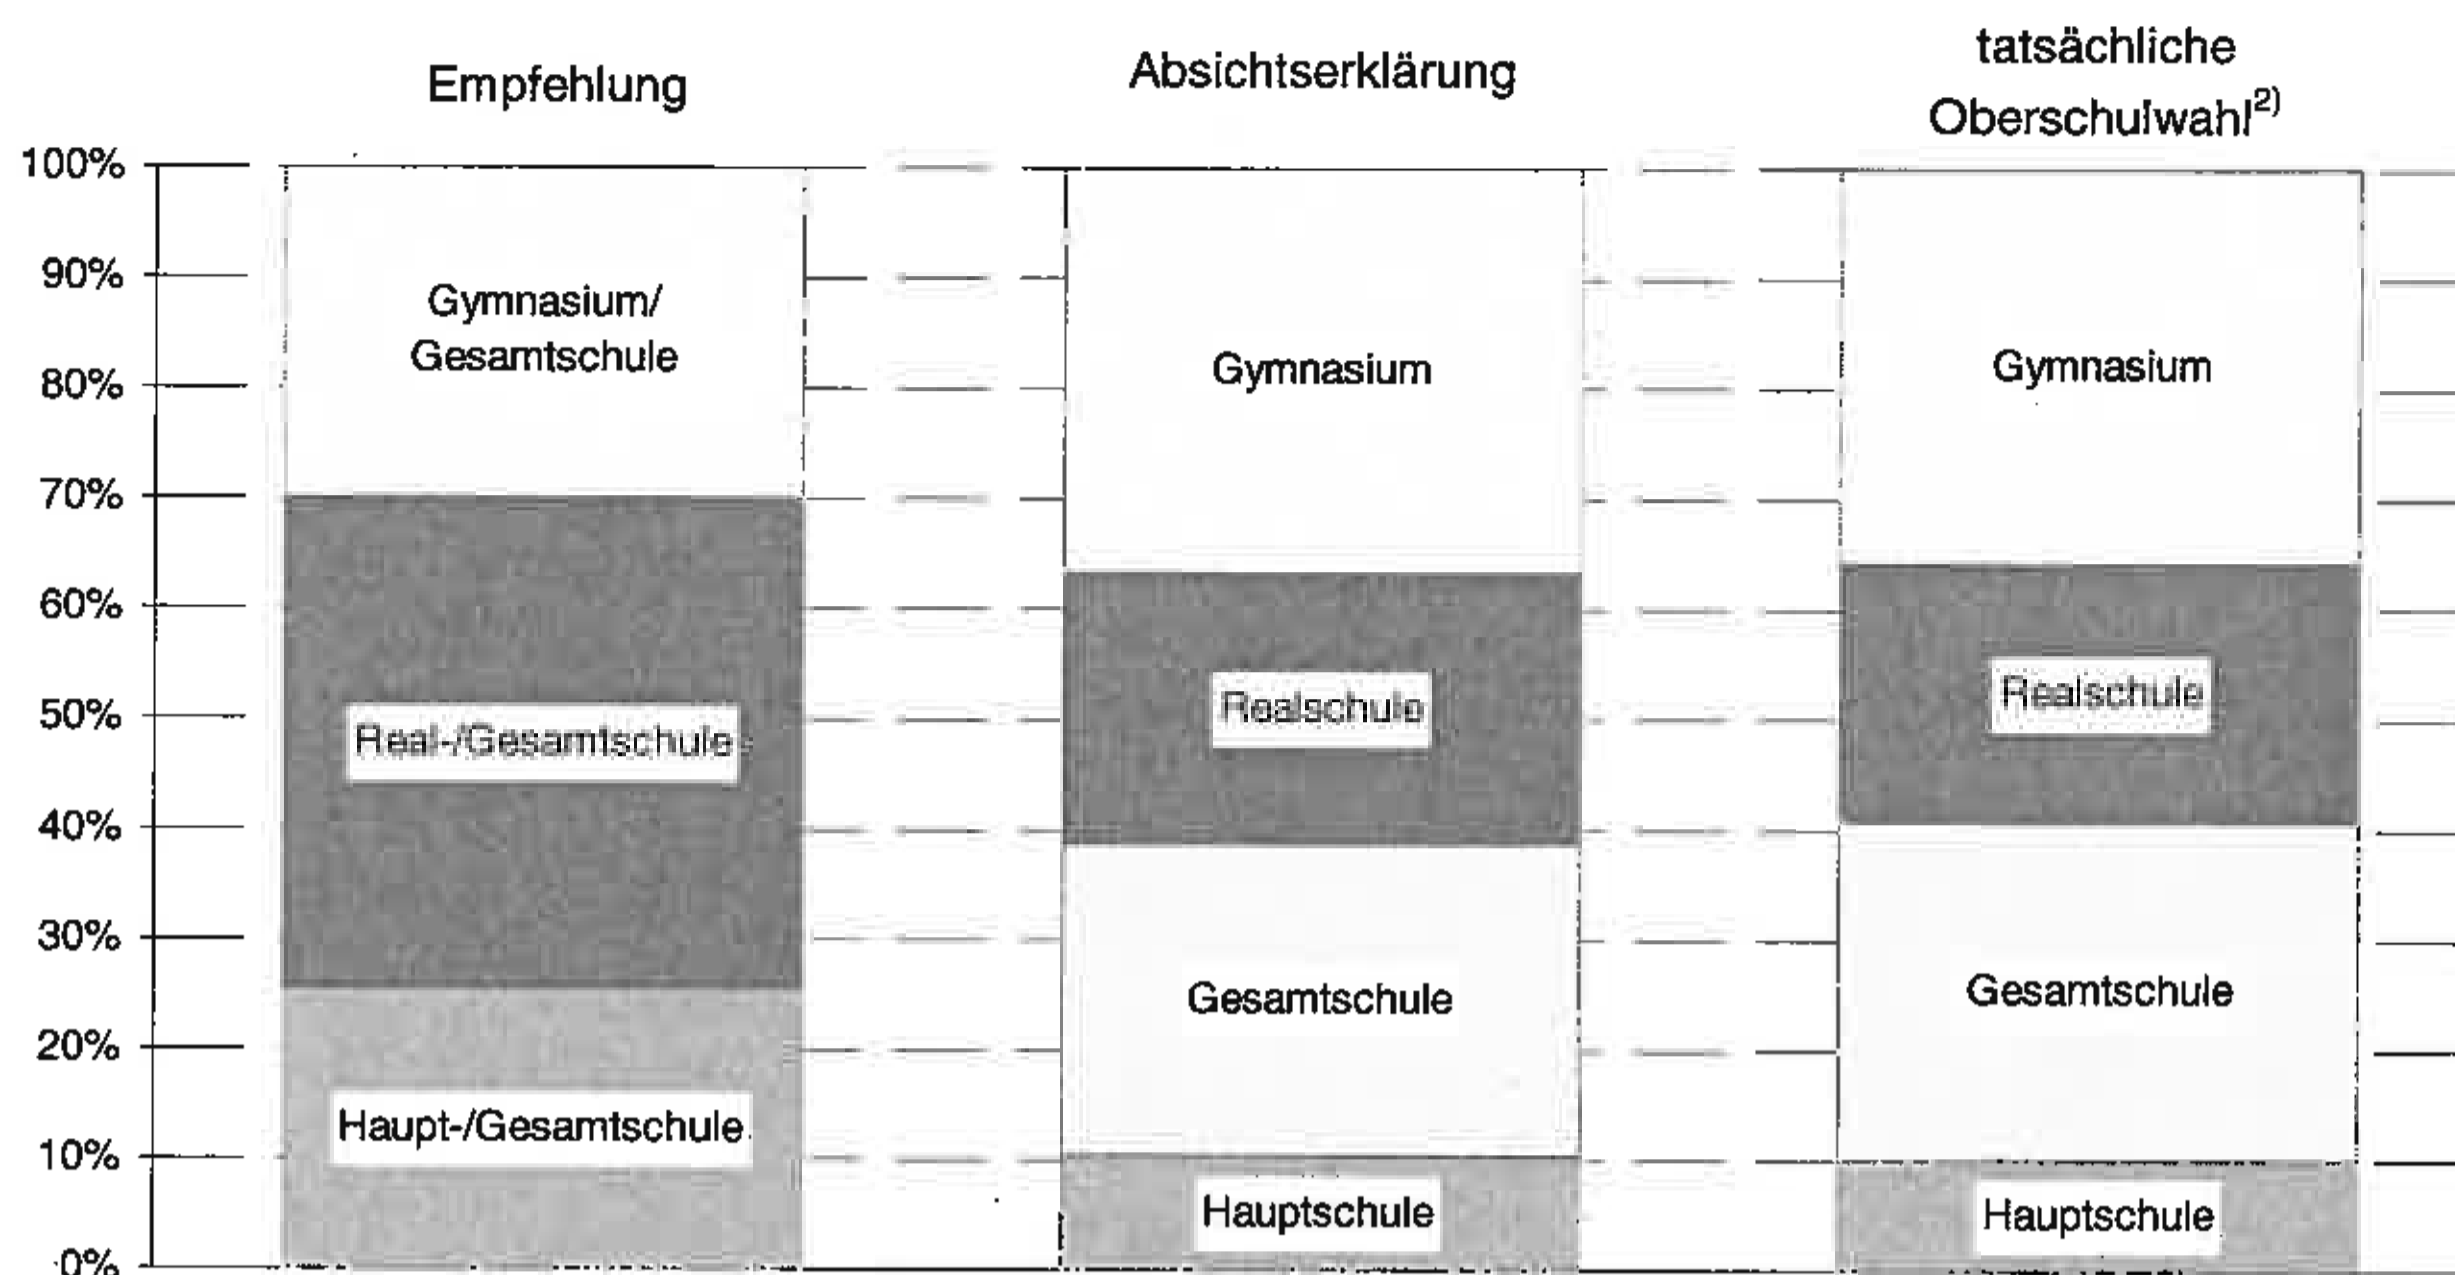 Empfehlung
Absichtserklärung
tatsächliche
Oberschulwahl²⁾
100%
90%
80%
70%
60%
50%
40%
30%
20%
10%
0%
Gymnasium/
Gesamtschule
Real-/Gesamtschule
Haupt-/Gesamtschule
Gymnasium
Realschule
Gesamtschule
Hauptschule
Gymnasium
Realschule
Gesamtschule
Hauptschule